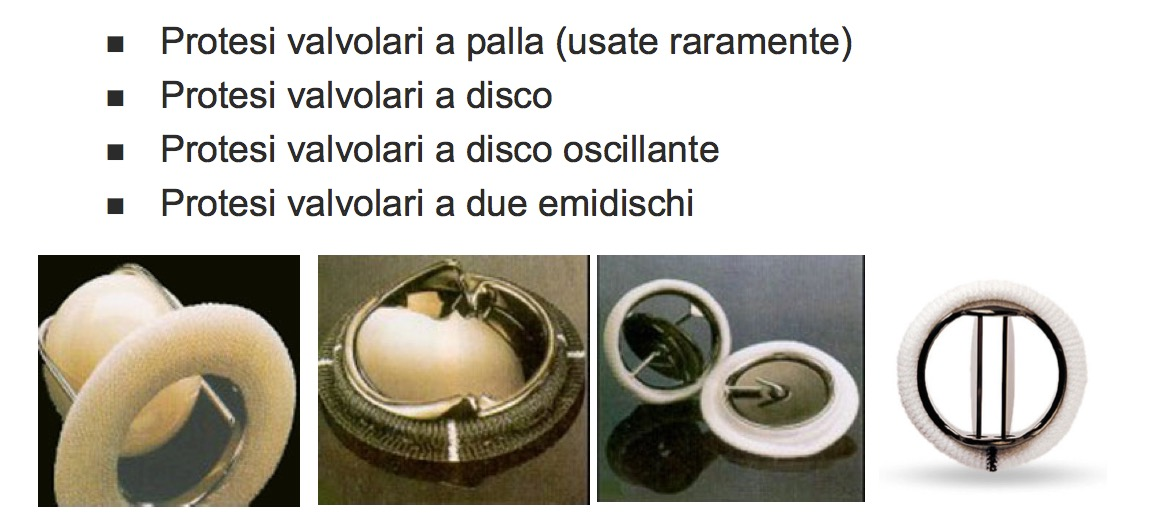 ■ Protesi valvolari a palla (usate raramente)
■ Protesi valvolari a disco
■ Protesi valvolari a disco oscillante
■ Protesi valvolari a due emidischi